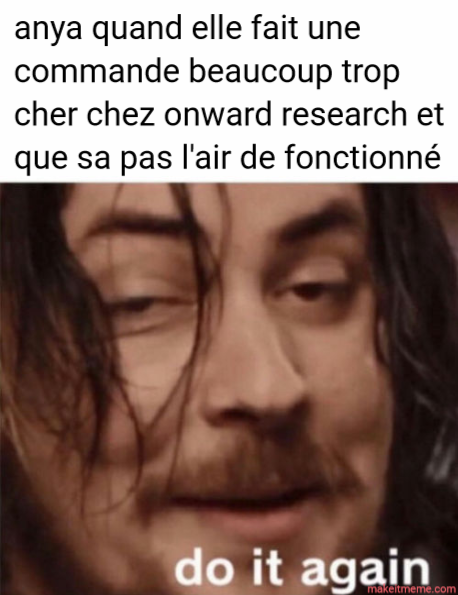 anya quand elle fait une
commande beaucoup trop
cher chez onward research et
que sa pas l'air de fonctionné
do it again
makeitmeme.com